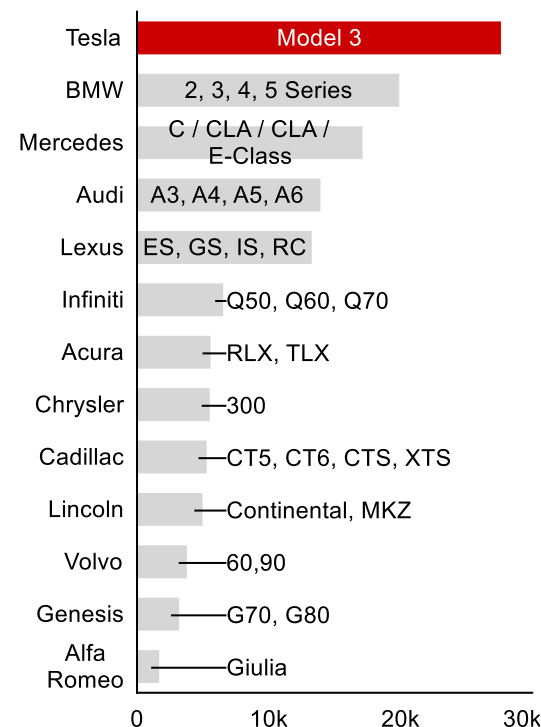 Tesla
Model 3
BMW
2, 3, 4, 5 Series
Mercedes
C / CLA / CLA /
E-Class
Audi
A3, A4, A5, A6
Lexus
ES, GS, IS, RC
Infiniti
Q50, Q60, Q70
Acura
RLX, TLX
Chrysler
300
Cadillac
CT5, CT6, CTS, XTS
Lincoln
Continental, MKZ
Volvo
60,90
Genesis
G70, G80
Alfa
Romeo
Giulia
0 10k 20k 30k